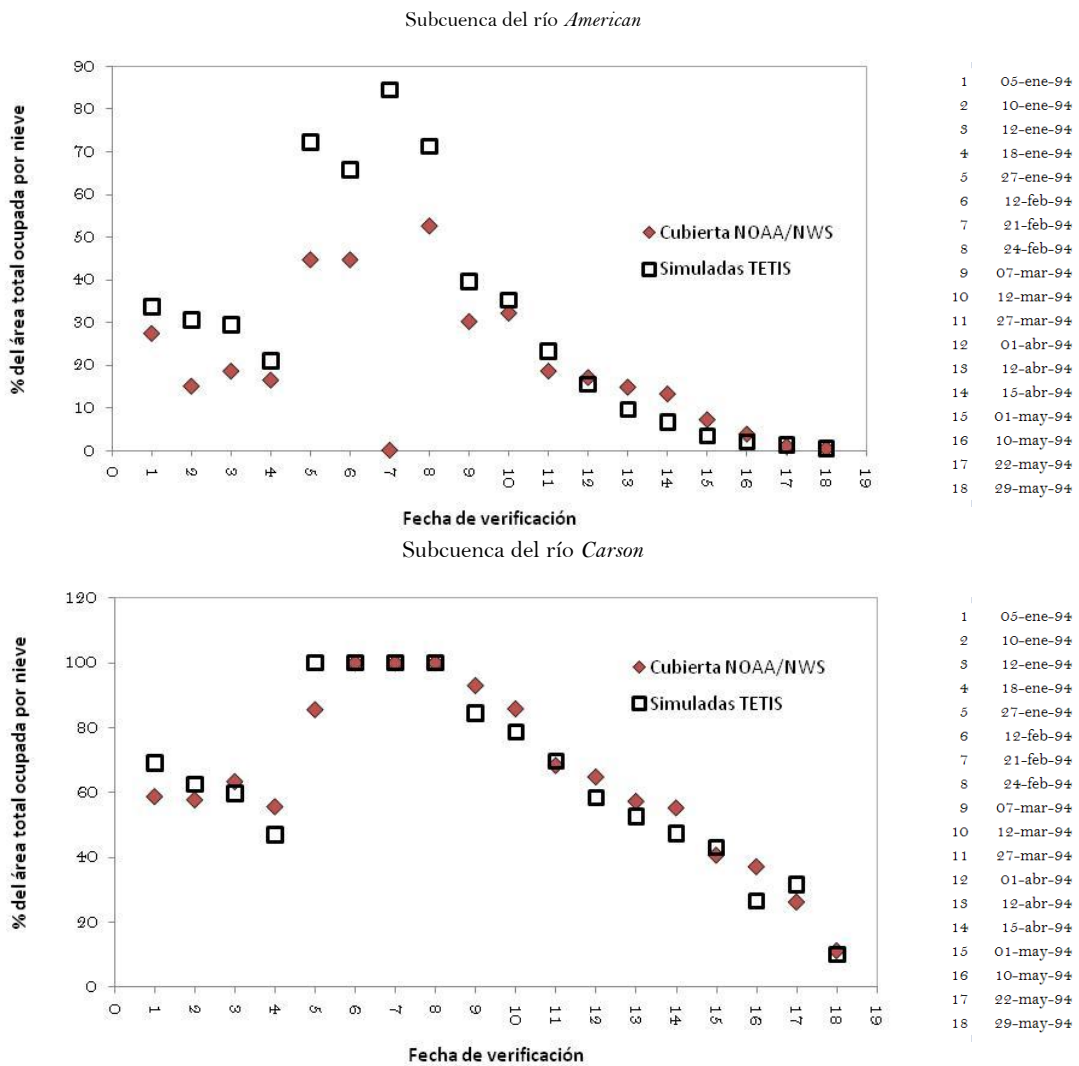 Subcuenca del río American
% del área total ocupada por nieve
90
80
70
60
50
40
30
20
10
0
Cubierta NOAA/NWS
Simuladas TETIS
0 1 2 3 4 5 6 7 8 9 10 11 12 13 14 15 16 17 18 19
Fecha de verificación
1 05-ene-94
2 10-ene-94
3 12-ene-94
4 18-ene-94
5 27-ene-94
6 12-feb-94
7 21-feb-94
8 24-feb-94
9 07-mar-94
10 12-mar-94
11 27-mar-94
12 01-abr-94
13 12-abr-94
14 15-abr-94
15 01-may-94
16 10-may-94
17 22-may-94
18 29-may-94
Subcuenca del río Carson
% del área total ocupada por nieve
120
100
80
60
40
20
0
Cubierta NOAA/NWS
Simuladas TETIS
0 1 2 3 4 5 6 7 8 9 10 11 12 13 14 15 16 17 18 19
Fecha de verificación
1 05-ene-94
2 10-ene-94
3 12-ene-94
4 18-ene-94
5 27-ene-94
6 12-feb-94
7 21-feb-94
8 24-feb-94
9 07-mar-94
10 12-mar-94
11 27-mar-94
12 01-abr-94
13 12-abr-94
14 15-abr-94
15 01-may-94
16 10-may-94
17 22-may-94
18 29-may-94